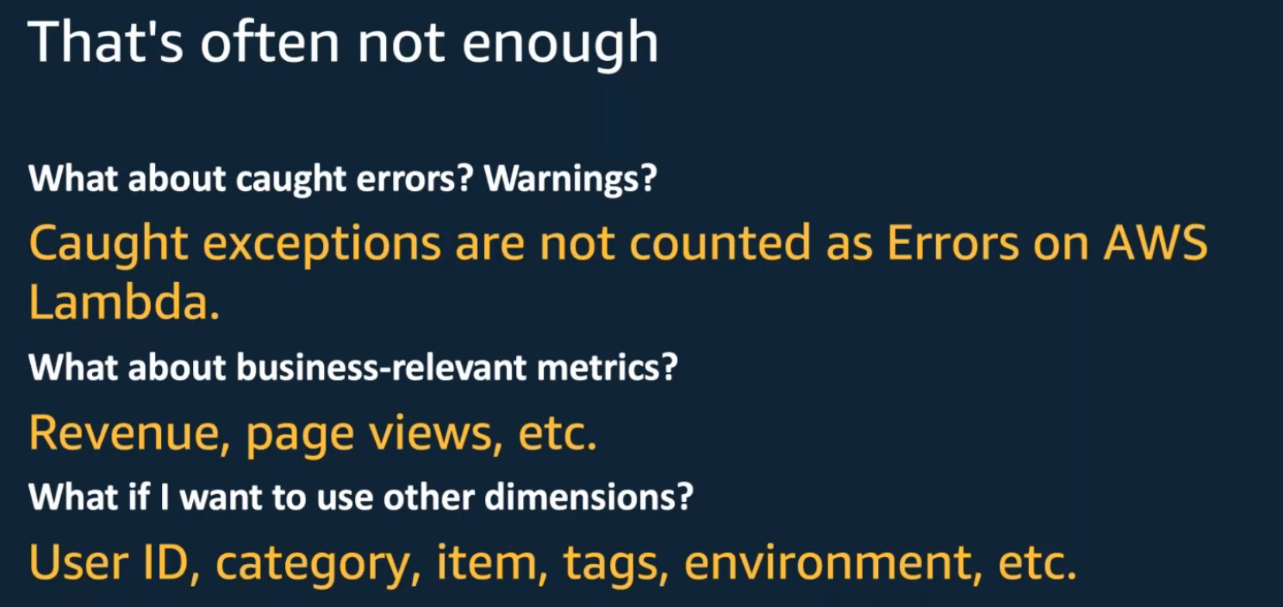 That's often not enough
What about caught errors? Warnings?
Caught exceptions are not counted as Errors on AWS
Lambda.
What about business-relevant metrics?
Revenue, page views, etc.
What if I want to use other dimensions?
User ID, category, item, tags, environment, etc.